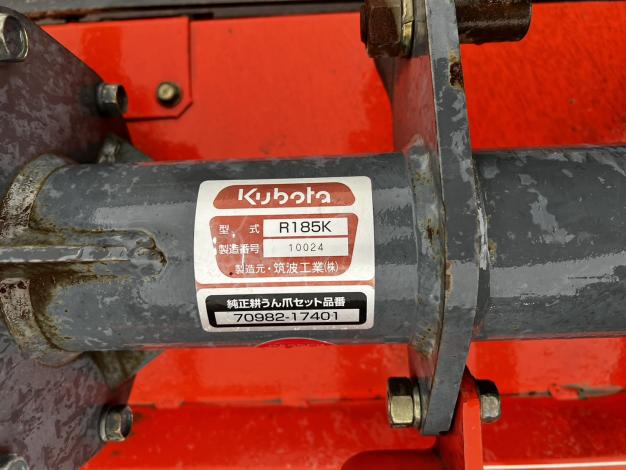 Kubota
型式 R185K
製造番号 10024
製造元・筑波工業(株)
純正耕うん爪セット品番
70982-17401